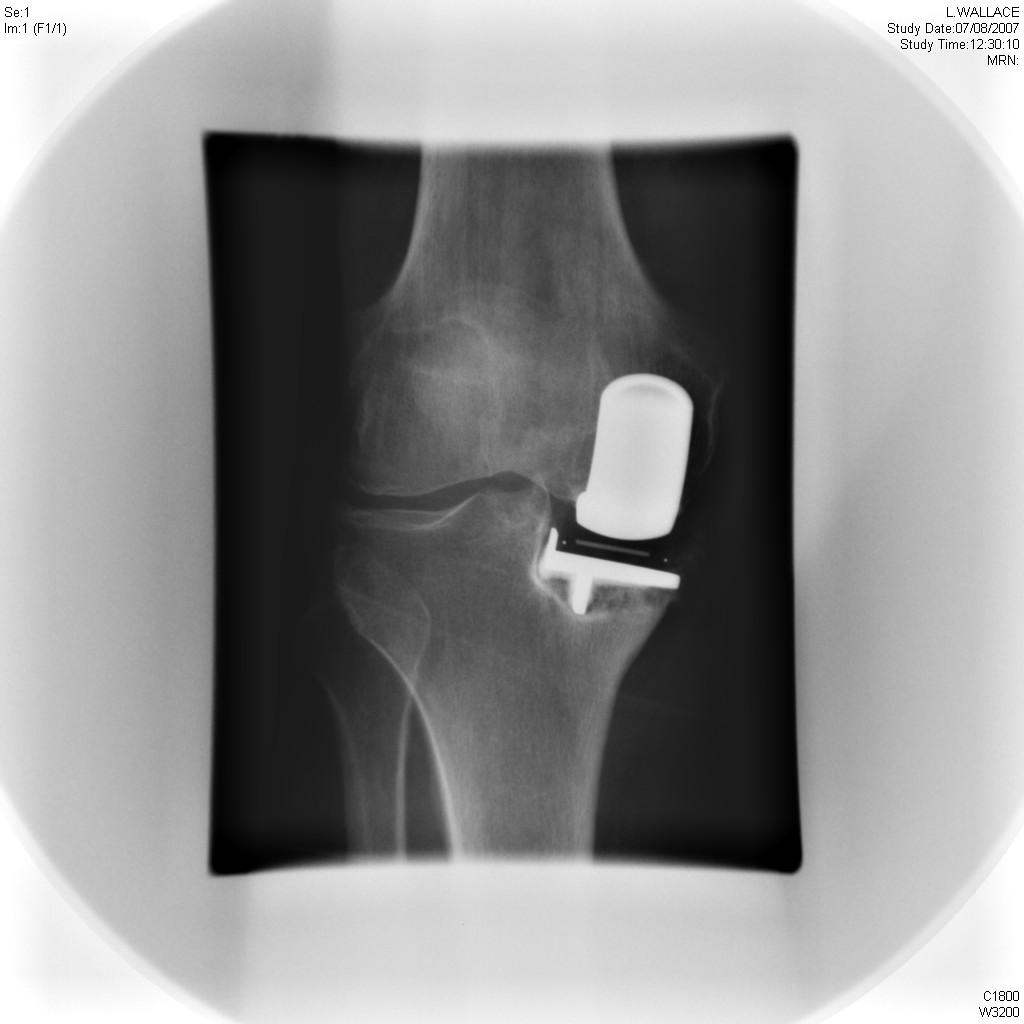 Se:1
Im:1 (F1/1)
L.WALLACE
Study Date:07/08/2007
Study Time:12:30:10
MRN:
C1800
W3200